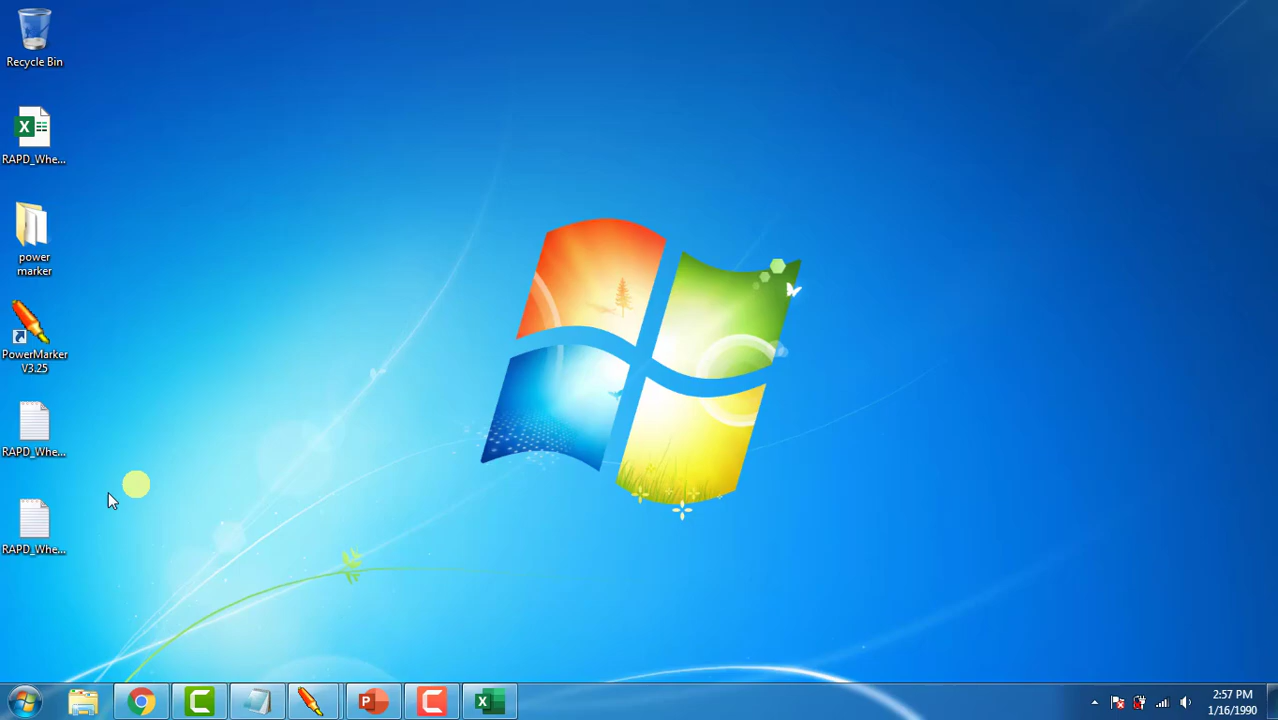 Recycle Bin
RAPD_Whe...
power
marker
PowerMarker
V3.25
RAPD_Whe...
RAPD_Whe...
2:57 PM
1/16/1990